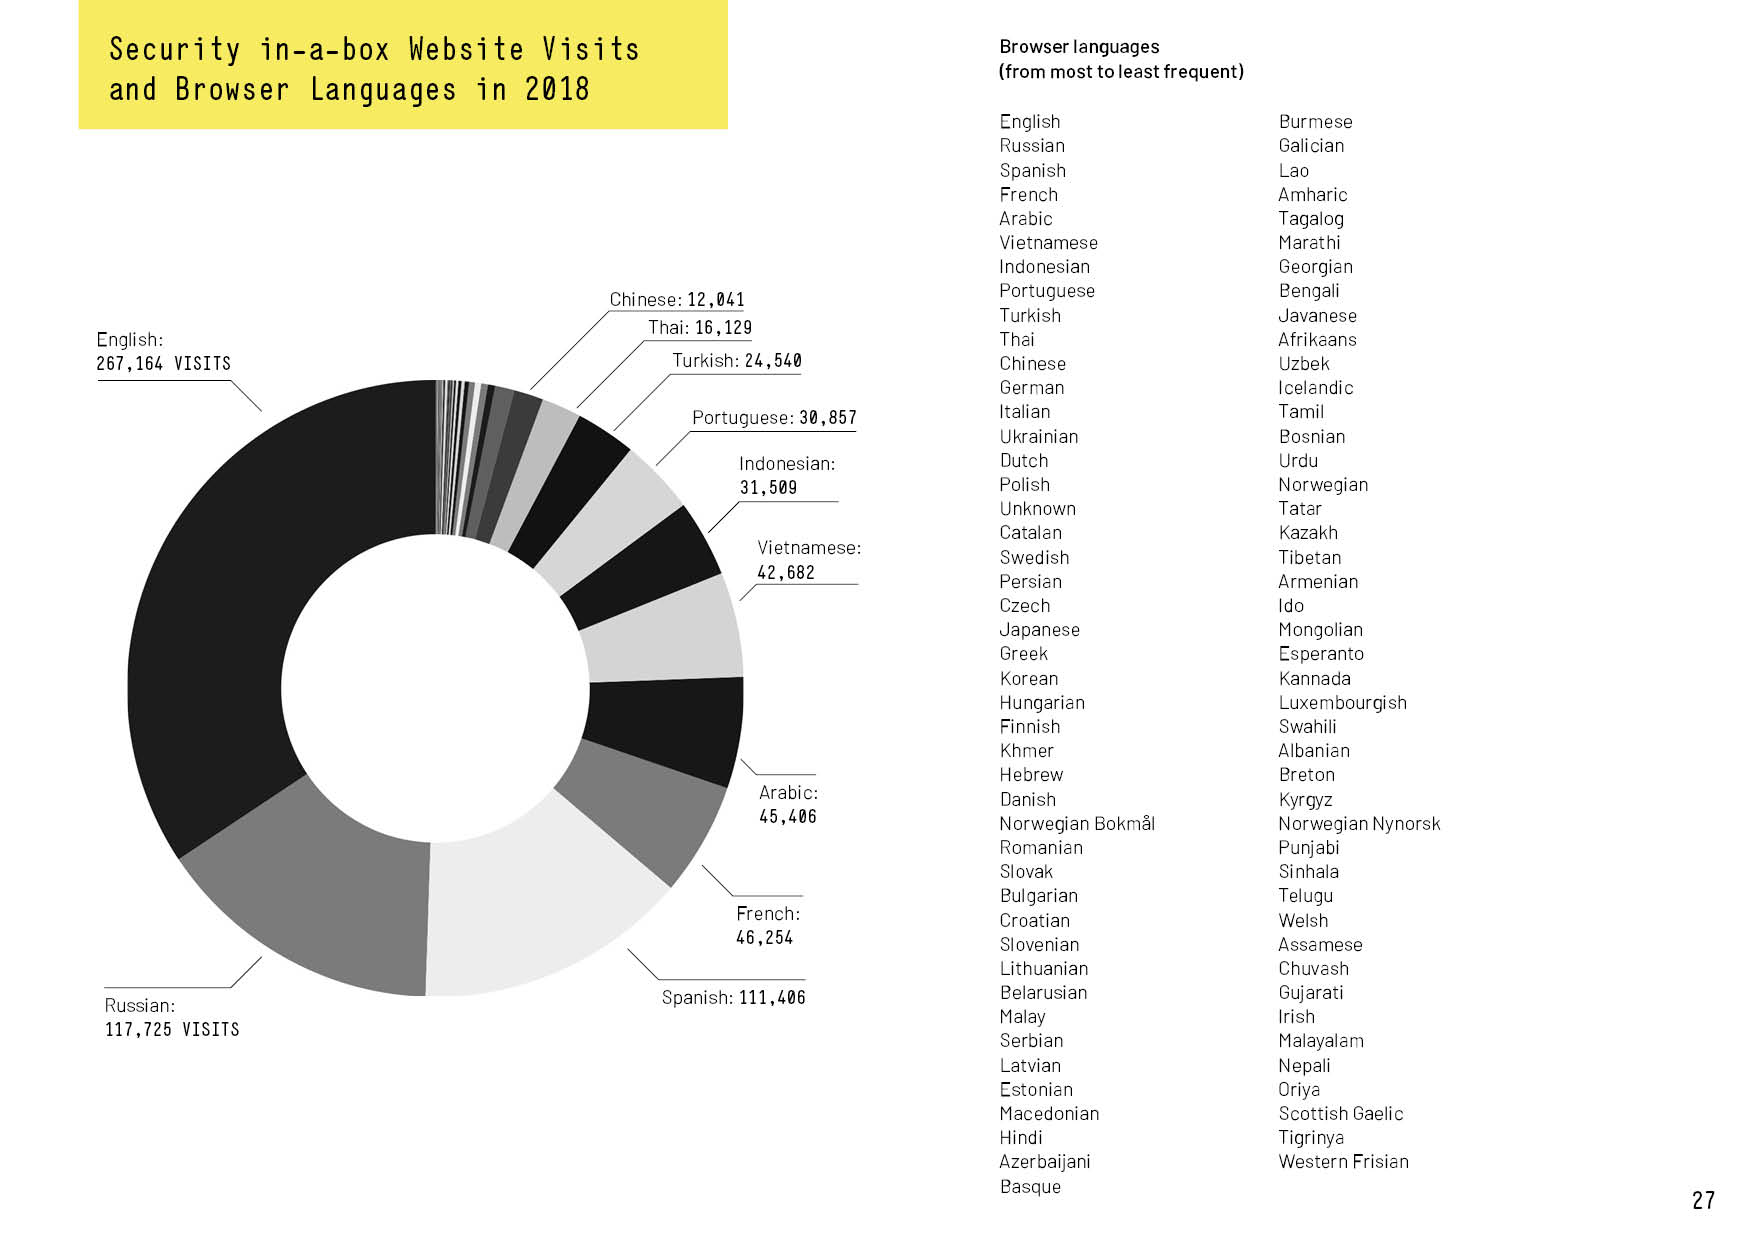 Security in-a-box Website Visits
and Browser Languages in 2018
English:
267,164 VISITS
Chinese: 12,041
Thai: 16,129
Turkish: 24,540
Portuguese: 30,857
Indonesian:
31,509
Vietnamese:
42,682
Arabic:
45,406
French:
46,254
Spanish: 111,406
Russian:
117,725 VISITS
Browser languages
(from most to least frequent)
English
Russian
Spanish
French
Arabic
Vietnamese
Indonesian
Portuguese
Turkish
Thai
Chinese
German
Italian
Ukrainian
Dutch
Polish
Unknown
Catalan
Swedish
Persian
Czech
Japanese
Greek
Korean
Hungarian
Finnish
Khmer
Hebrew
Danish
Norwegian Bokmål
Romanian
Slovak
Bulgarian
Croatian
Slovenian
Lithuanian
Belarusian
Malay
Serbian
Latvian
Estonian
Macedonian
Hindi
Azerbaijani
Basque
Burmese
Galician
Lao
Amharic
Tagalog
Marathi
Georgian
Bengali
Javanese
Afrikaans
Uzbek
Icelandic
Tamil
Bosnian
Urdu
Norwegian
Tatar
Kazakh
Tibetan
Armenian
Ido
Mongolian
Esperanto
Kannada
Luxembourgish
Swahili
Albanian
Breton
Kyrgyz
Norwegian Nynorsk
Punjabi
Sinhala
Telugu
Welsh
Assamese
Chuvash
Gujarati
Irish
Malayalam
Nepali
Oriya
Scottish Gaelic
Tigrinya
Western Frisian
27